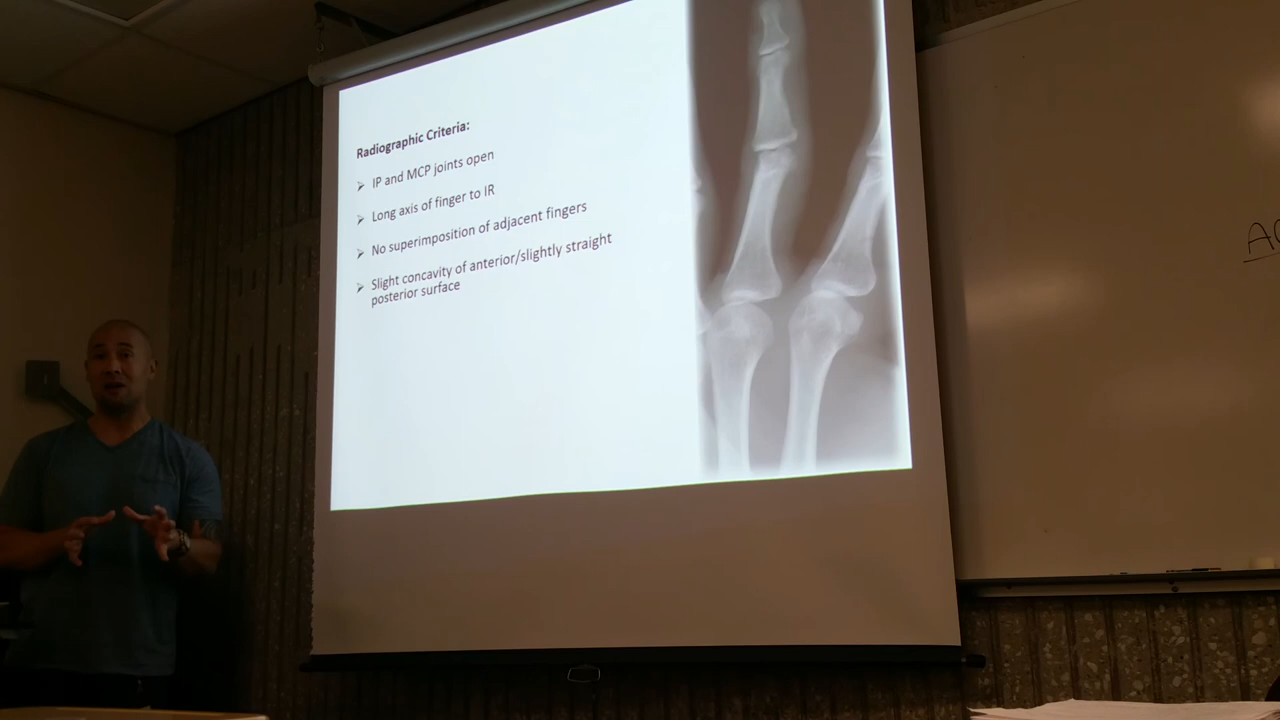 Radiographic Criteria:
IP and MCP joints open
Long axis of finger to IR
No superimposition of adjacent fingers
Slight concavity of anterior/slightly straight
posterior surface